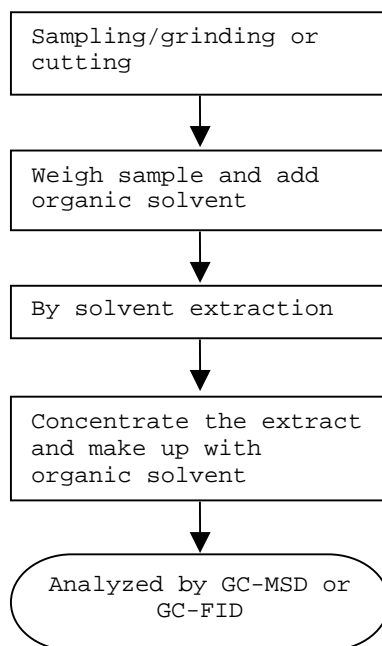 Sampling/grinding or
cutting
Weigh sample and add
organic solvent
By solvent extraction
Concentrate the extract
and make up with
organic solvent
Analyzed by GC-MSD or
GC-FID